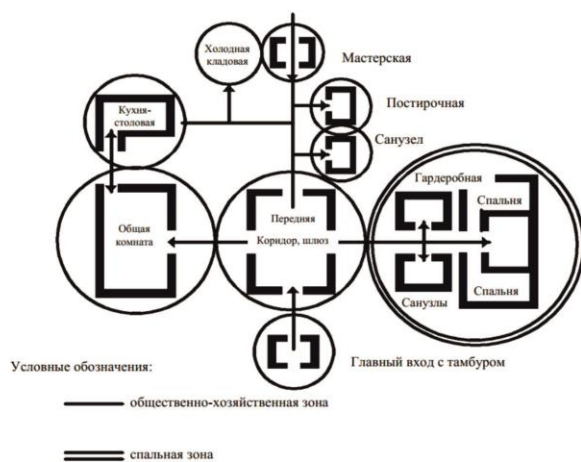 Холодная
кладовая
Мастерская
Кухня-
столовая
Постирочная
Санузел
Гардеробная
Спальня
Передняя
Общая
комната
Коридор, шлюз
Санузлы
Спальня
Главный вход с тамбуром
Условные обозначения:
общественно-хозяйственная зона
спальная зона